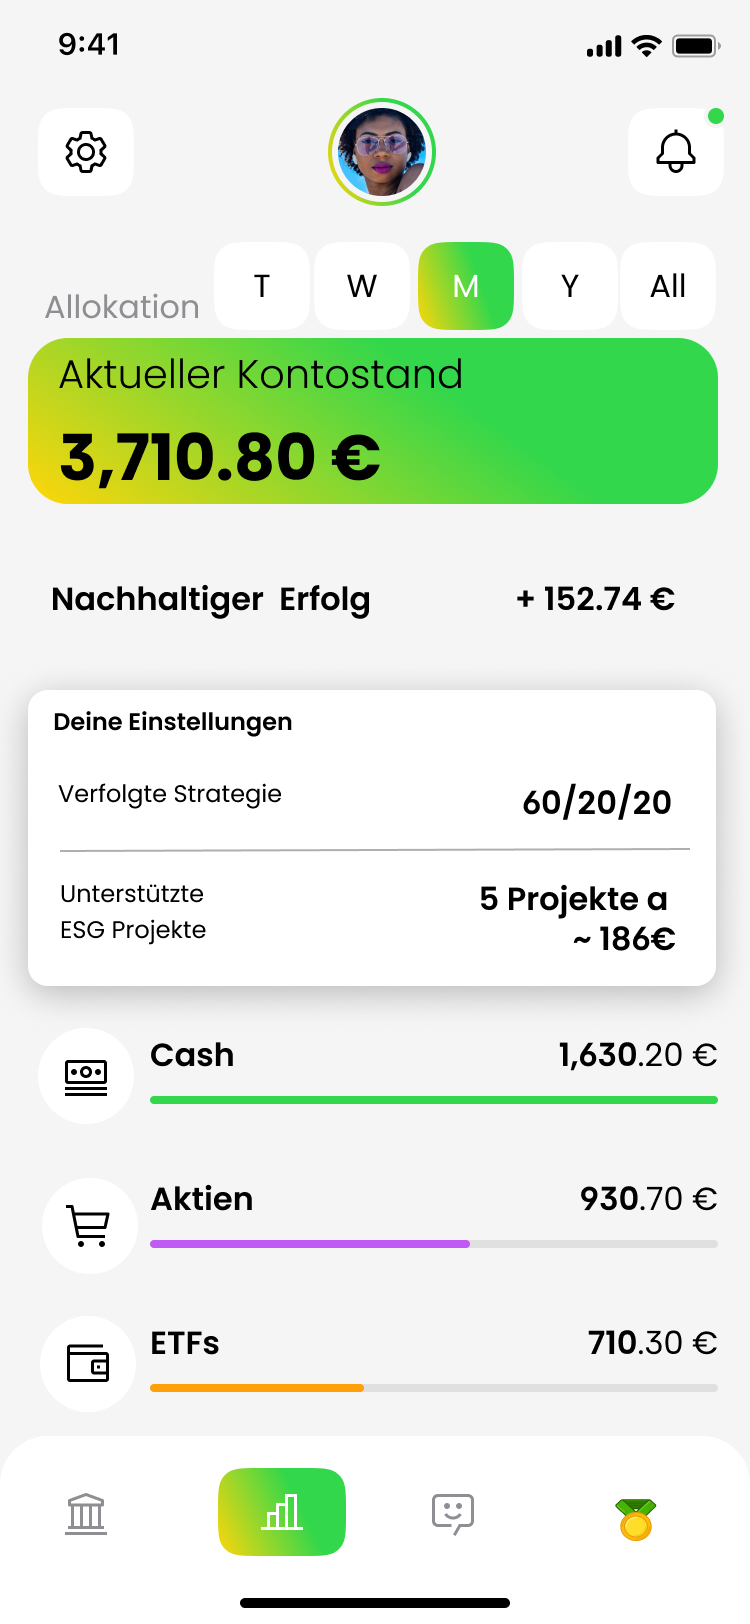 9:41
Allokation
T
W
M
Y
All
Aktueller Kontostand
3,710.80 €
Nachhaltiger Erfolg
+ 152.74 €
Deine Einstellungen
Verfolgte Strategie
60/20/20
Unterstützte
ESG Projekte
5 Projekte a
~ 186€
Cash
1,630.20 €
Aktien
930.70 €
ETFs
710.30 €